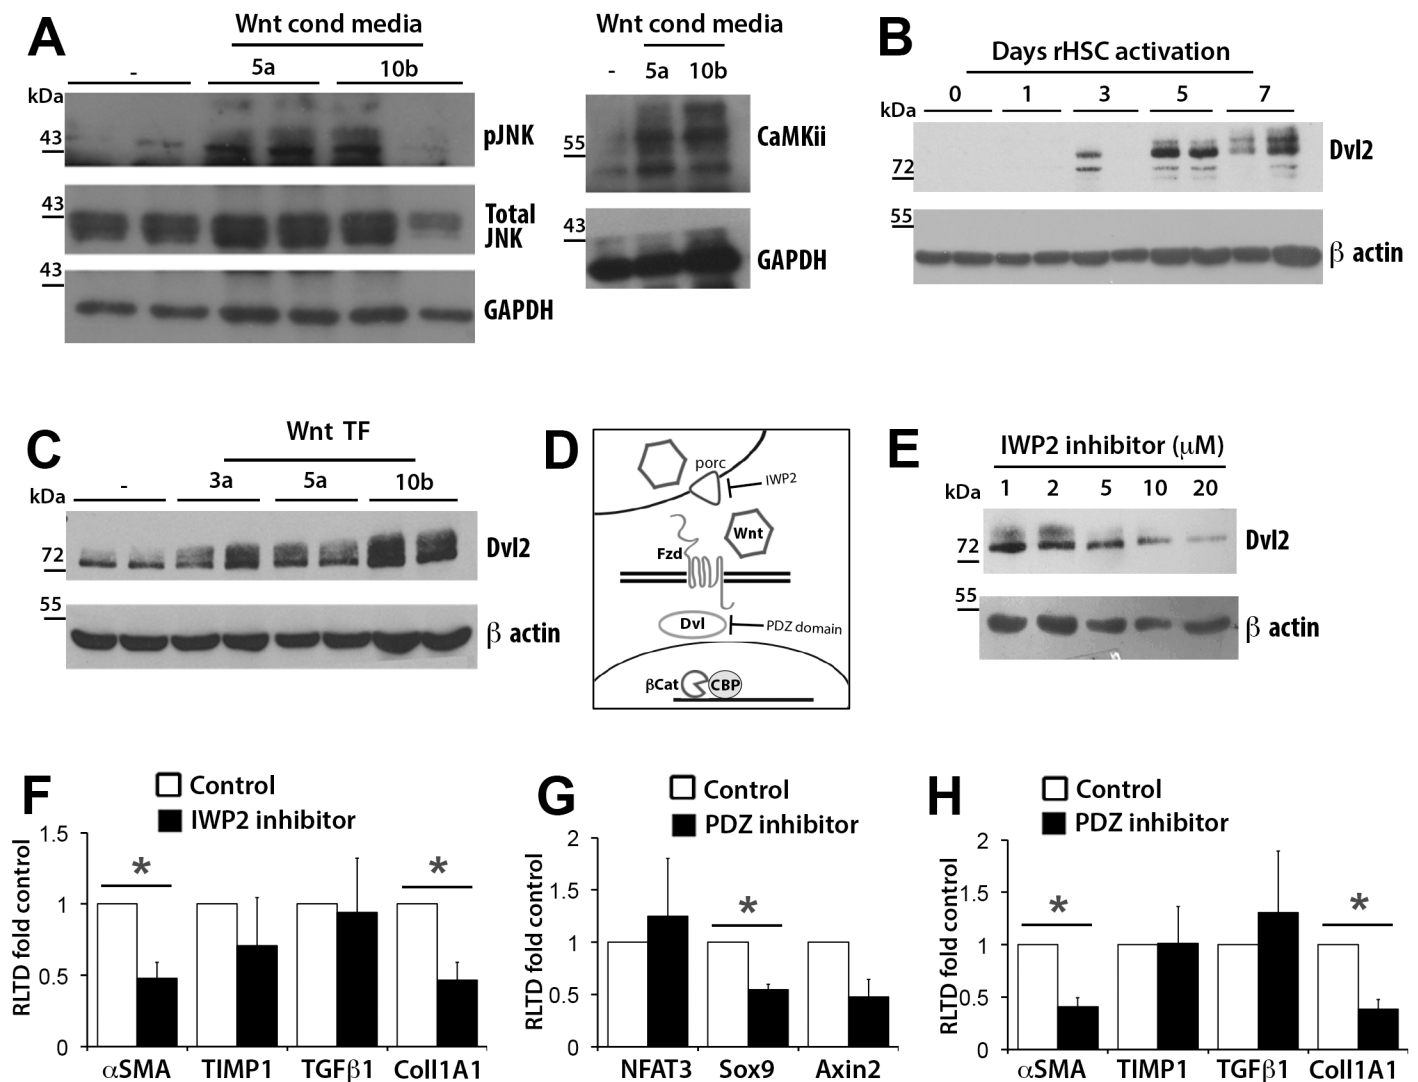 A
Wnt cond media
- 5a 10b
kDa
43
pJNK
43
Total
JNK
43
GAPDH
Wnt cond media
- 5a 10b
55
CaMKii
43
GAPDH
B
Days rHSC activation
0 1 3 5 7
kDa
72
Dvl2
55
β actin
C
Wnt TF
- 3a 5a 10b
kDa
72
Dvl2
55
β actin
D
porc
IWP2
Wnt
Fzd
Dvl
PDZ domain
βCat
CBP
E
IWP2 inhibitor (μM)
kDa 1 2 5 10 20
72
Dvl2
55
β actin
F
Control
IWP2 inhibitor
RLTD fold control
1.5
1
0.5
0
*
*
αSMA TIMP1 TGFβ1 Coll1A1
G
Control
PDZ inhibitor
RLTD fold control
2
1.5
1
0.5
0
*
NFAT3 Sox9 Axin2
H
Control
PDZ inhibitor
RLTD fold control
2
1.5
1
0.5
0
*
*
αSMA TIMP1 TGFβ1 Coll1A1